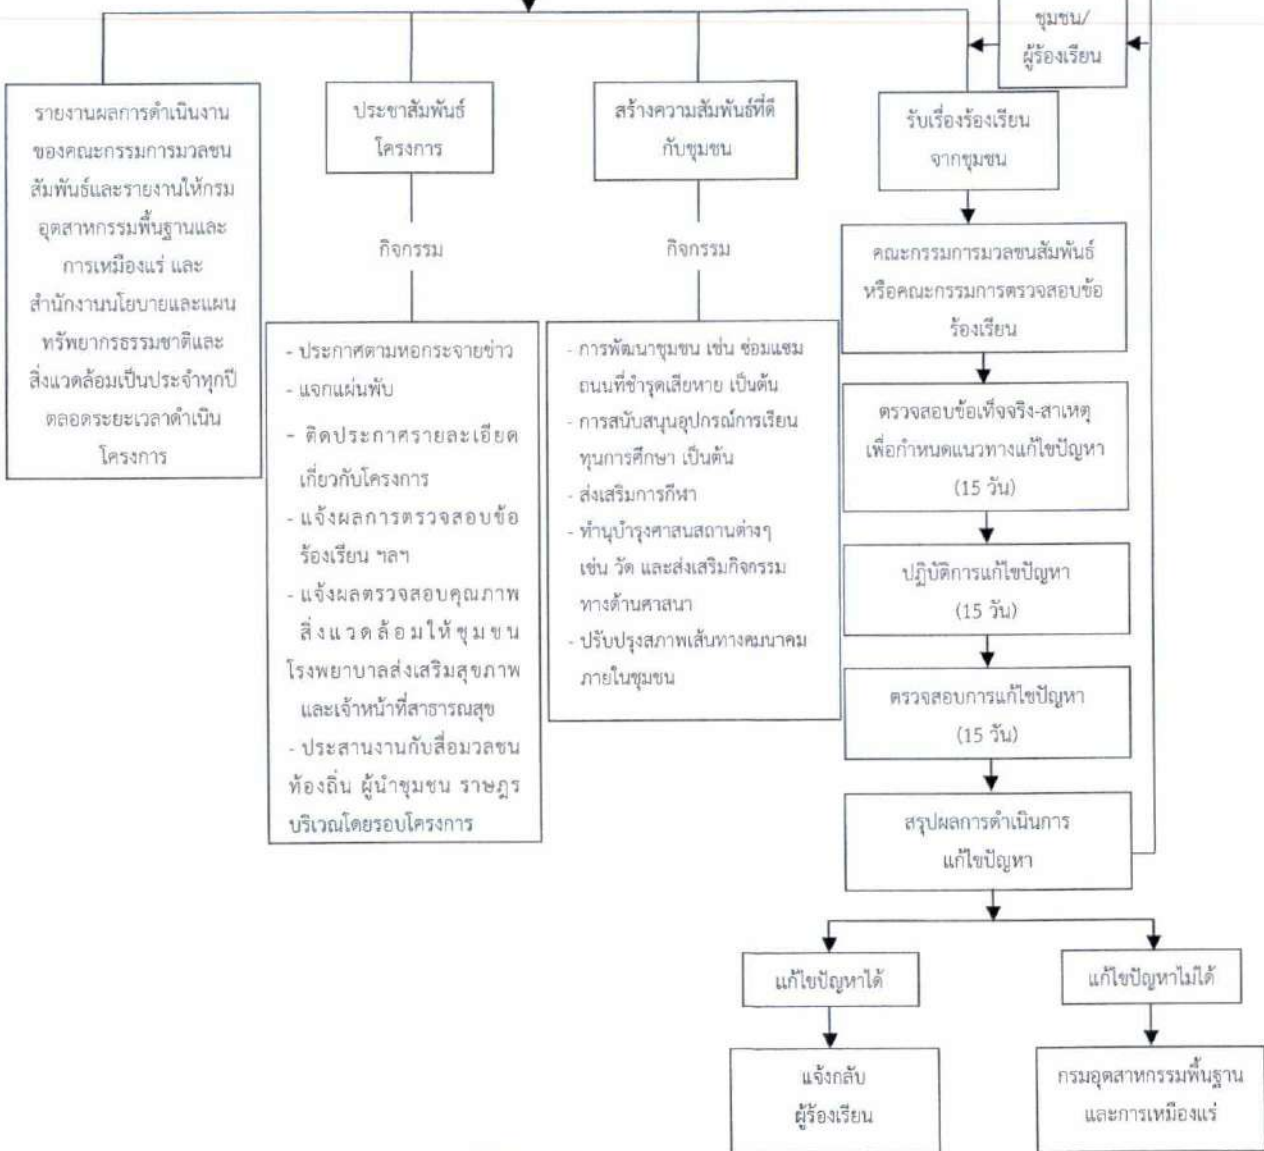 ชุมชน/
ผู้ร้องเรียน
รายงานผลการดำเนินงาน
ของคณะกรรมการมวลชน
สัมพันธ์และรายงานให้กรม
อุตสาหกรรมพื้นฐานและ
การเหมืองแร่ และ
สำนักงานนโยบายและแผน
ทรัพยากรธรรมชาติและ
สิ่งแวดล้อมเป็นประจำทุกปี
ตลอดระยะเวลาดำเนิน
โครงการ
ประชาสัมพันธ์
โครงการ
กิจกรรม
- ประกาศตามหอกระจายข่าว
- แจกแผ่นพับ
- ติดประกาศรายละเอียด
เกี่ยวกับโครงการ
- แจ้งผลการตรวจสอบข้อ
ร้องเรียน ฯลฯ
- แจ้งผลตรวจสอบคุณภาพ
สิ่งแวดล้อมให้ชุมชน
โรงพยาบาลส่งเสริมสุขภาพ
และเจ้าหน้าที่สาธารณสุข
- ประสานงานกับสื่อมวลชน
ท้องถิ่น ผู้นำชุมชน ราษฎร
บริเวณโดยรอบโครงการ
สร้างความสัมพันธ์ที่ดี
กับชุมชน
กิจกรรม
- การพัฒนาชุมชน เช่น ซ่อมแซม
ถนนที่ชำรุดเสียหาย เป็นต้น
- การสนับสนุนอุปกรณ์การเรียน
ทุนการศึกษา เป็นต้น
- ส่งเสริมการกีฬา
- ทำนุบำรุงศาสนสถานต่างๆ
เช่น วัด และส่งเสริมกิจกรรม
ทางด้านศาสนา
- ปรับปรุงสภาพเส้นทางคมนาคม
ภายในชุมชน
รับเรื่องร้องเรียน
จากชุมชน
คณะกรรมการมวลชนสัมพันธ์
หรือคณะกรรมการตรวจสอบข้อ
ร้องเรียน
ตรวจสอบข้อเท็จจริง-สาเหตุ
เพื่อกำหนดแนวทางแก้ไขปัญหา
(15 วัน)
ปฏิบัติการแก้ไขปัญหา
(15 วัน)
ตรวจสอบการแก้ไขปัญหา
(15 วัน)
สรุปผลการดำเนินการ
แก้ไขปัญหา
แก้ไขปัญหาได้
แก้ไขปัญหาไม่ได้
แจ้งกลับ
ผู้ร้องเรียน
กรมอุตสาหกรรมพื้นฐาน
และการเหมืองแร่